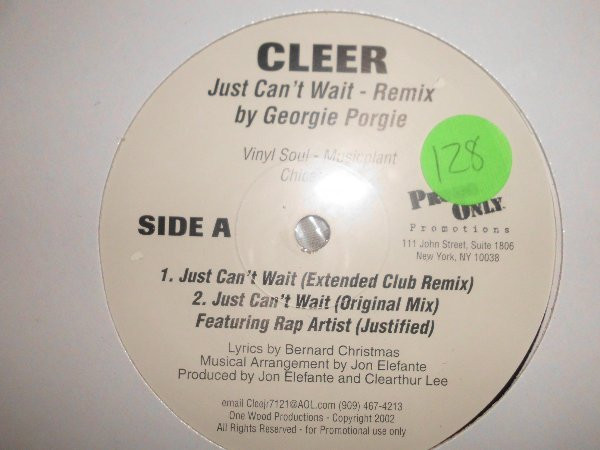 CLEER
Just Can't Wait - Remix
by Georgie Porgie
Vinyl Soul - Musicplant
128
Only
Promotions
111 John Street, Suite 1806
New York, NY 10038
SIDE A
1. Just Can't Wait (Extended Club Remix)
2. Just Can't Wait (Original Mix)
Featuring Rap Artist (Justified)
Lyrics by Bernard Christmas
Musical Arrangement by Jon Elefante
Produced by Jon Elefante and Clearthur Lee
email Cleejr7121@AOL.com (909) 467-4213
One Wood Productions - Copyright 2002
All Rights Reserved - for Promotional use only